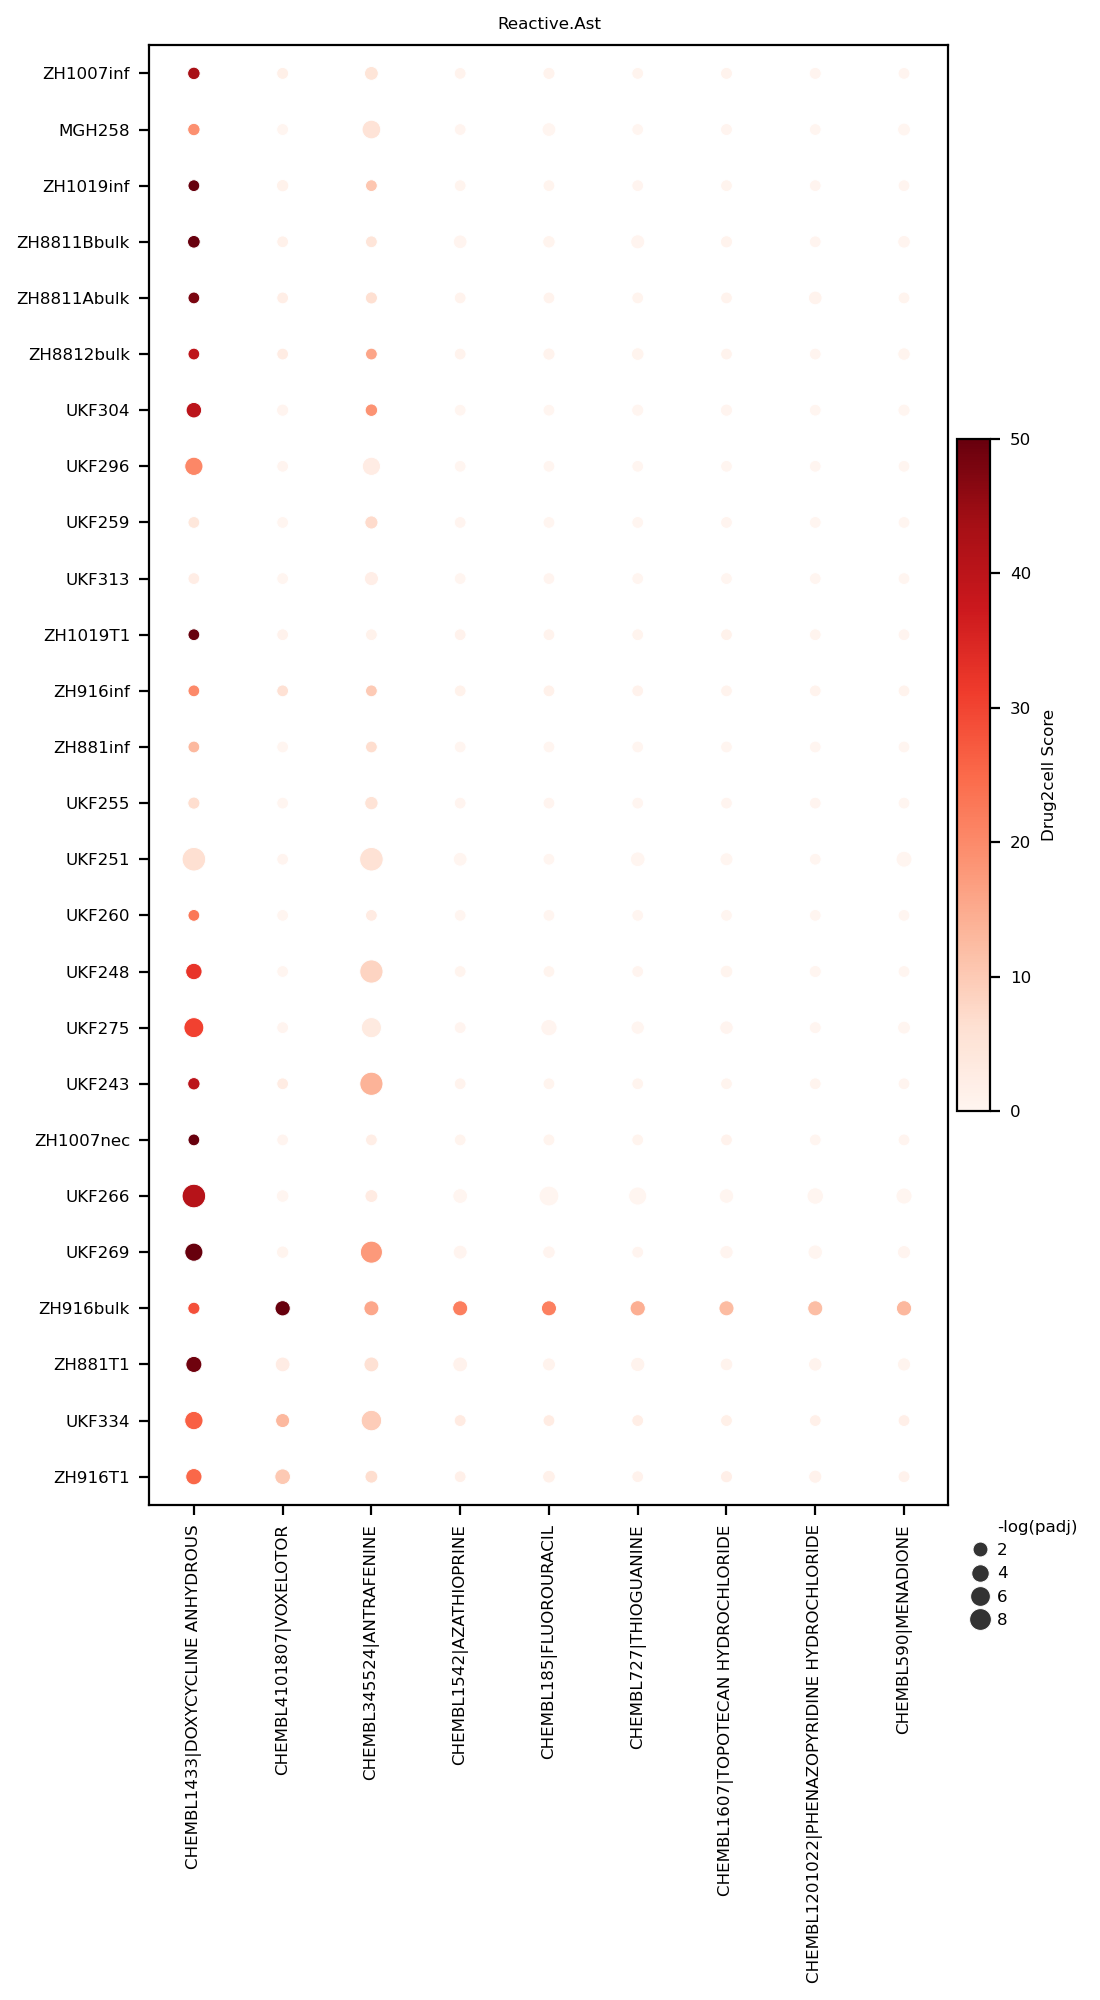 Reactive.Ast
ZH1007inf
MGH258
ZH1019inf
ZH8811Bbulk
ZH8811Abulk
ZH8812bulk
UKF304
UKF296
UKF259
UKF313
ZH1019T1
ZH916inf
ZH881inf
UKF255
UKF251
UKF260
UKF248
UKF275
UKF243
ZH1007nec
UKF266
UKF269
ZH916bulk
ZH881T1
UKF334
ZH916T1
50
40
30
20
10
0
Drug2cell Score
CHEMBL1433|DOXYCYCLINE ANHYDROUS
CHEMBL4101807|VOXELOTOR
CHEMBL345524|ANTRAFENINE
CHEMBL1542|AZATHIOPRINE
CHEMBL185|FLUOROURACIL
CHEMBL727|THIOGUANINE
CHEMBL1607|TOPOTECAN HYDROCHLORIDE
CHEMBL1201022|PHENAZOPYRIDINE HYDROCHLORIDE
CHEMBL590|MENADIONE
-log(padj)
2
4
6
8